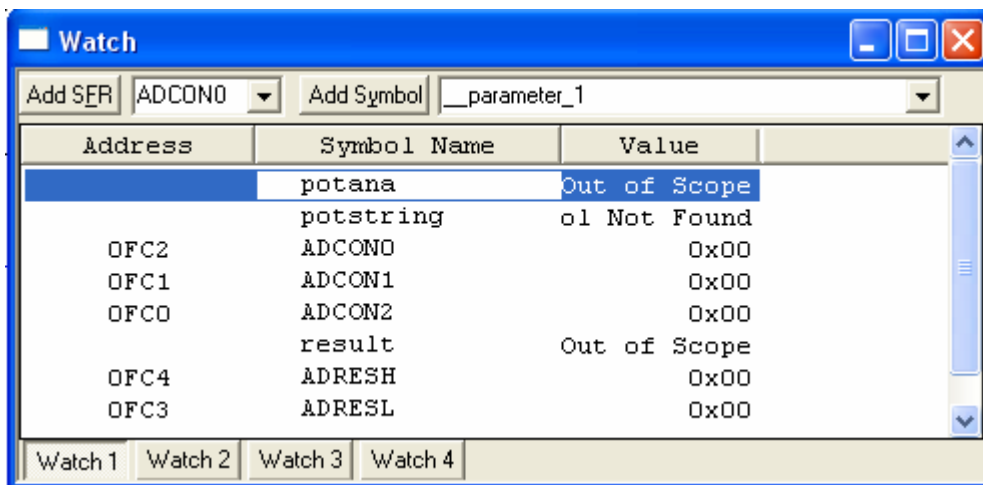 Watch
Add SFR ADCON0 Add Symbol __parameter_1
Address Symbol Name Value
potana Out of Scope
potstring ol Not Found
0FC2 ADCON0 0x00
0FC1 ADCON1 0x00
0FC0 ADCON2 0x00
result Out of Scope
0FC4 ADRESH 0x00
0FC3 ADRESL 0x00
Watch 1 Watch 2 Watch 3 Watch 4